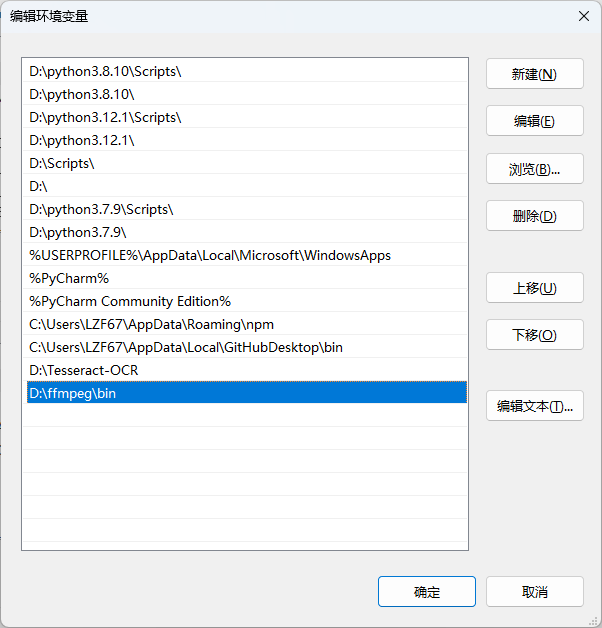 编辑环境变量
D:\python3.8.10\Scripts\
D:\python3.8.10\
D:\python3.12.1\Scripts\
D:\python3.12.1\
D:\Scripts\
D:\
D:\python3.7.9\Scripts\
D:\python3.7.9\
%USERPROFILE%\AppData\Local\Microsoft\WindowsApps
%PyCharm%
%PyCharm Community Edition%
C:\Users\LZF67\AppData\Roaming\npm
C:\Users\LZF67\AppData\Local\GitHubDesktop\bin
D:\Tesseract-OCR
D:\ffmpeg\bin
新建(N)
编辑(E)
浏览(B)...
删除(D)
上移(U)
下移(O)
编辑文本(T)...
确定
取消